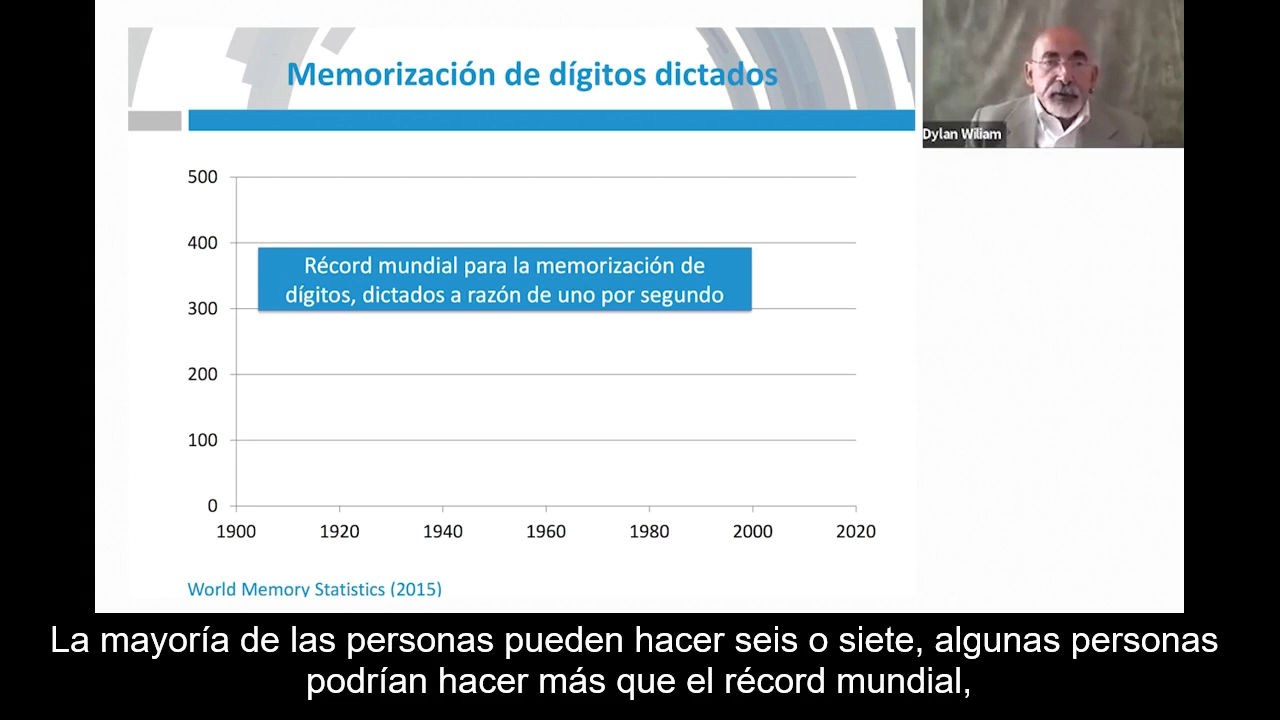 Memorización de dígitos dictados
Dylan Wiliam
500
400
Récord mundial para la memorización de
dígitos, dictados a razón de uno por segundo
300
200
100
0
1900 1920 1940 1960 1980 2000 2020
World Memory Statistics (2015)
La mayoría de las personas pueden hacer seis o siete, algunas personas
podrían hacer más que el récord mundial,